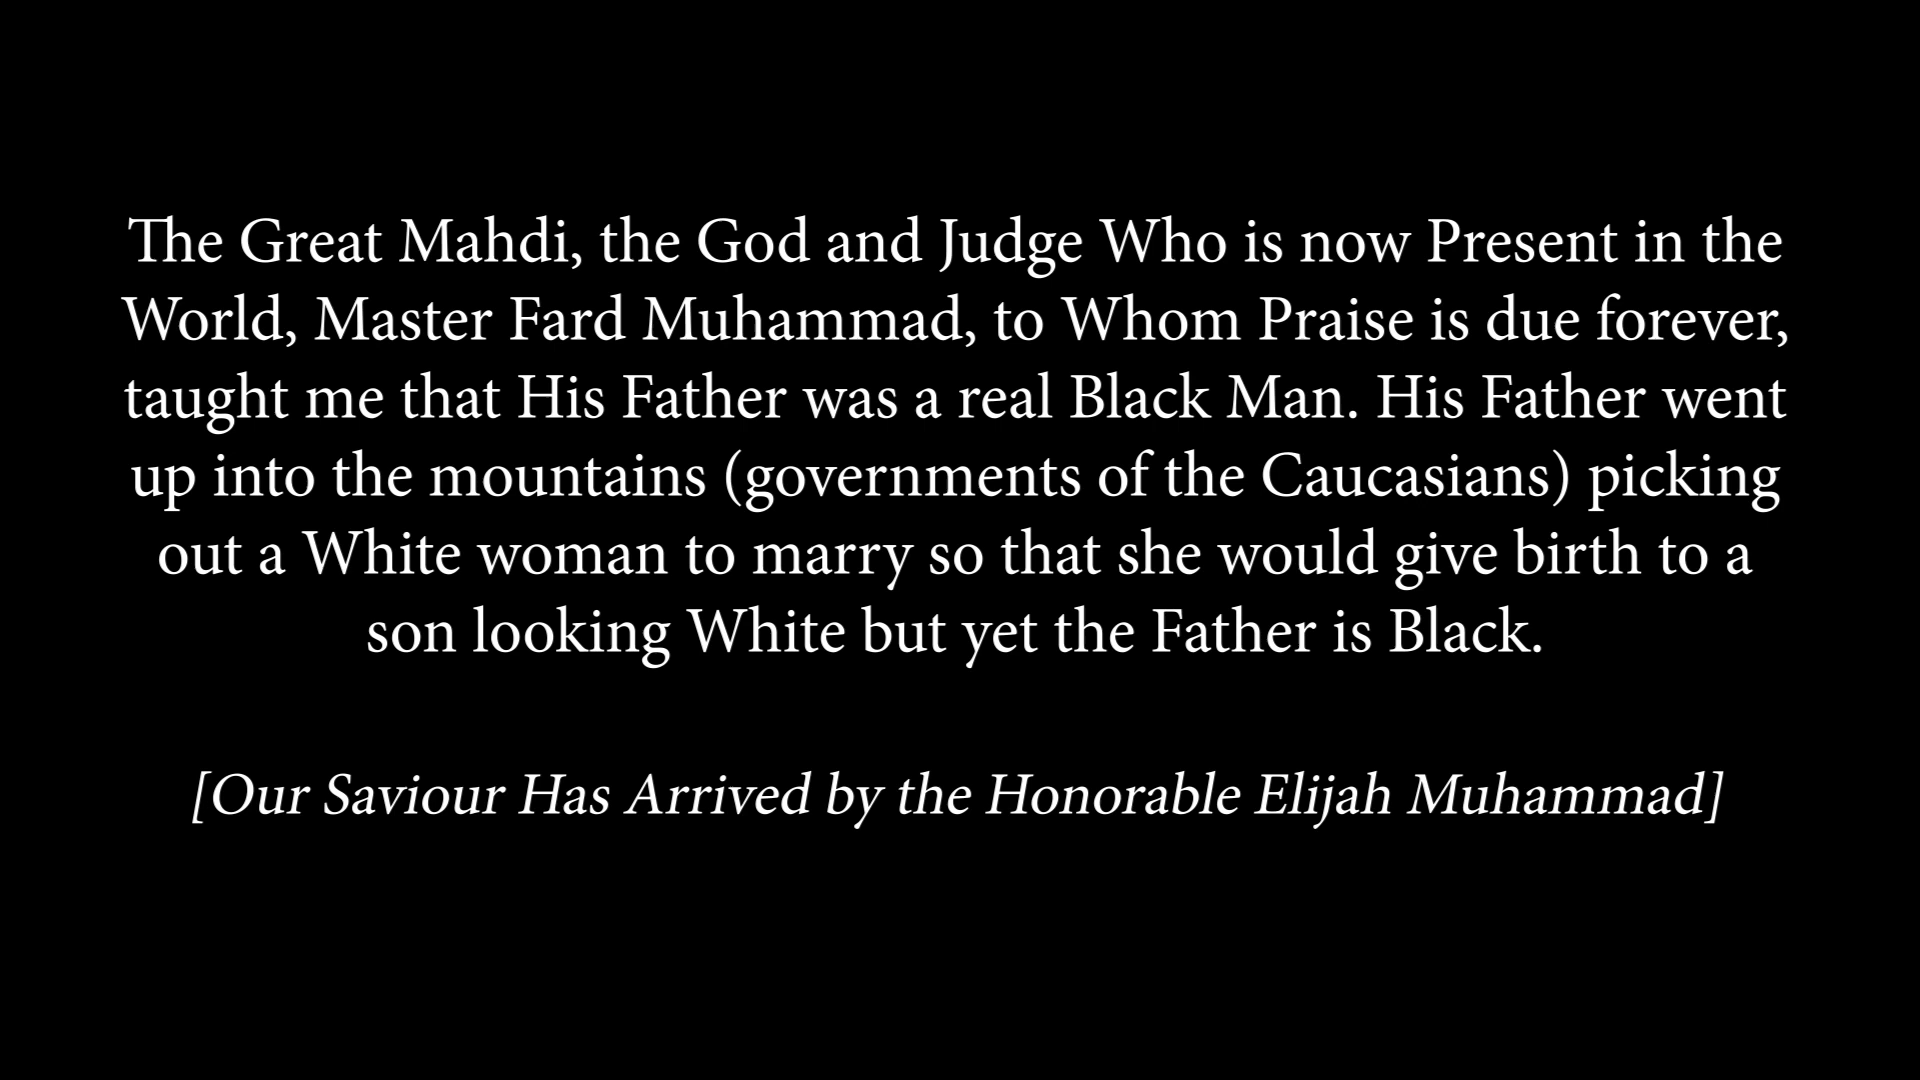 The Great Mahdi, the God and Judge Who is now Present in the
World, Master Fard Muhammad, to Whom Praise is due forever,
taught me that His Father was a real Black Man. His Father went
up into the mountains (governments of the Caucasians) picking
out a White woman to marry so that she would give birth to a
son looking White but yet the Father is Black.
[Our Saviour Has Arrived by the Honorable Elijah Muhammad]